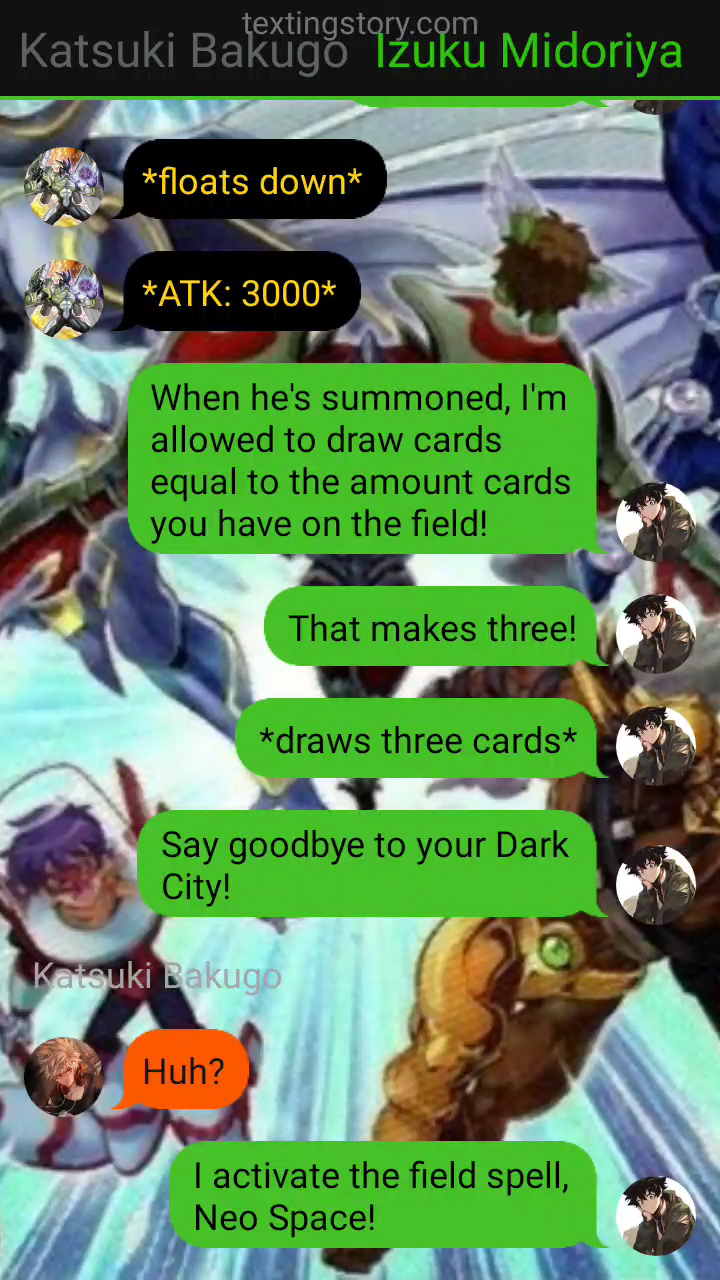 textingstory.com
Katsuki Bakugo Izuku Midoriya
*floats down*
*ATK: 3000*
When he's summoned, I'm
allowed to draw cards
equal to the amount cards
you have on the field!
That makes three!
*draws three cards*
Say goodbye to your Dark
City!
Katsuki Bakugo
Huh?
I activate the field spell,
Neo Space!